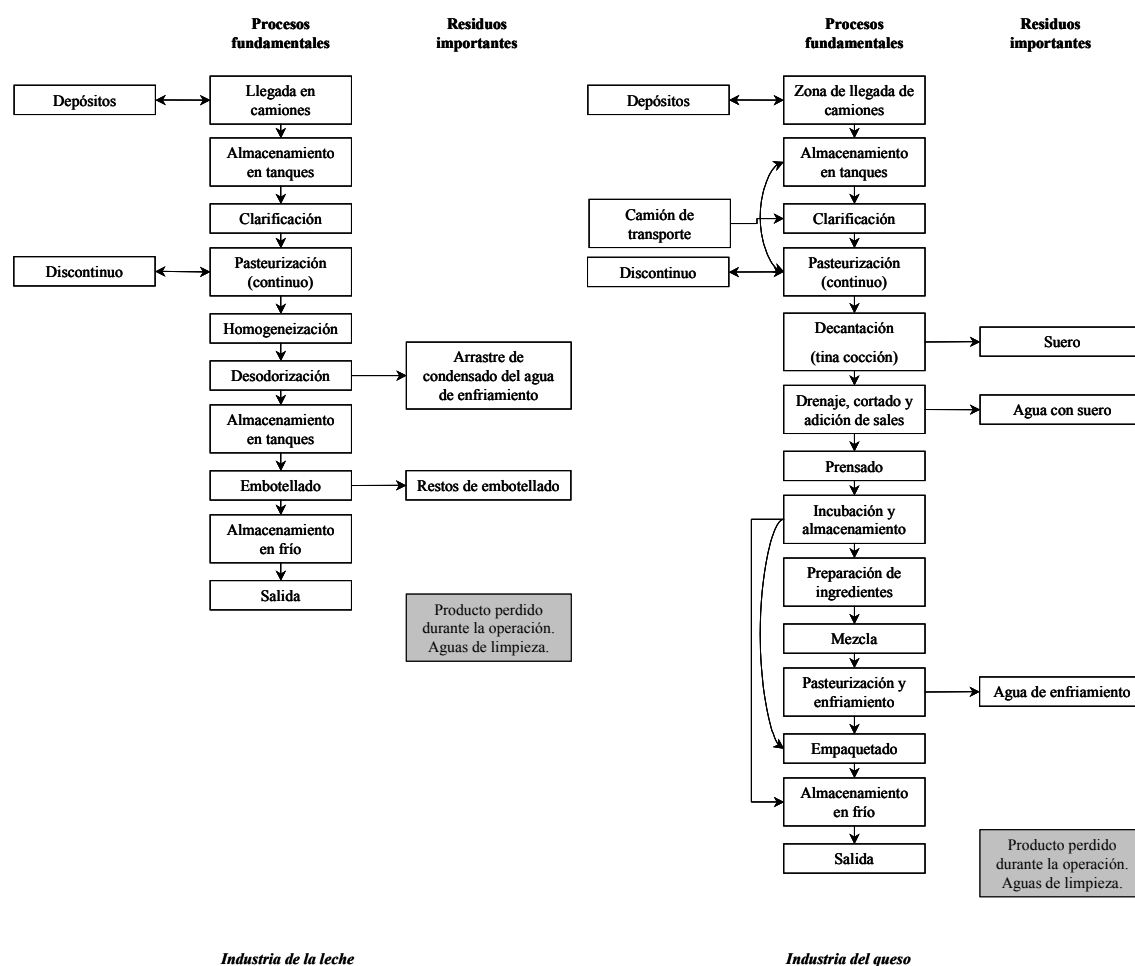 Procesos
fundamentales
Residuos
importantes
Depósitos
Llegada en
camiones
Almacenamiento
en tanques
Clarificación
Discontinuo
Pasteurización
(continuo)
Homogeneización
Desodorización
Arrastre de
condensado del agua
de enfriamiento
Almacenamiento
en tanques
Embotellado
Restos de embotellado
Almacenamiento
en frío
Salida
Producto perdido
durante la operación.
Aguas de limpieza.
Industria de la leche
Procesos
fundamentales
Residuos
importantes
Depósitos
Zona de llegada de
camiones
Almacenamiento
en tanques
Camión de
transporte
Clarificación
Discontinuo
Pasteurización
(continuo)
Decantación
(tina cocción)
Suero
Drenaje, cortado y
adición de sales
Agua con suero
Prensado
Incubación y
almacenamiento
Preparación de
ingredientes
Mezcla
Pasteurización y
enfriamiento
Agua de enfriamiento
Empaquetado
Almacenamiento
en frío
Salida
Producto perdido
durante la operación.
Aguas de limpieza.
Industria del queso